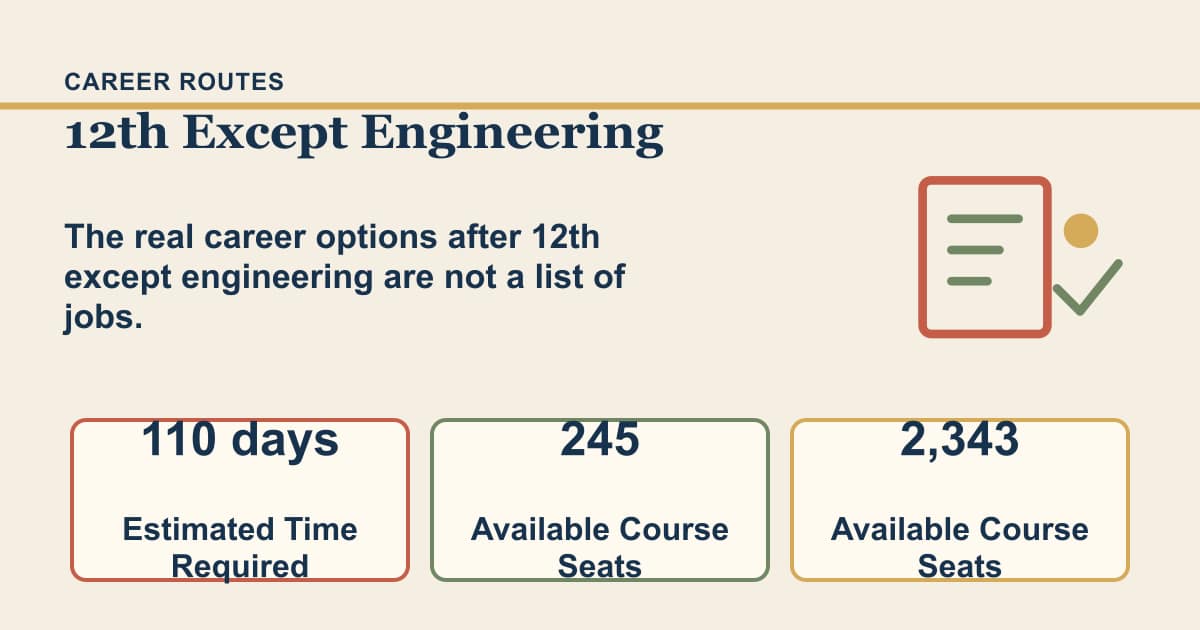 CAREER ROUTES
12th Except Engineering
The real career options after 12th
except engineering are not a list of
jobs.
110 days
Estimated Time
Required
245
Available Course
Seats
2,343
Available Course
Seats